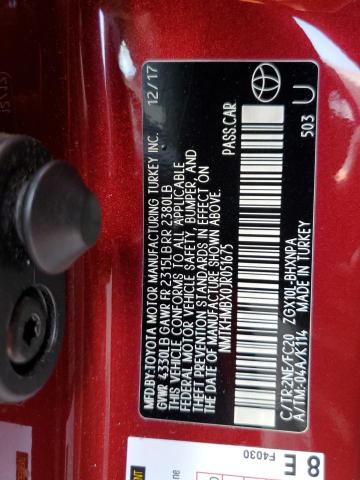 MFD.BY:TOYOTA MOTOR MANUFACTURING TURKEY INC. 12/17
GVWR 4330LB GAWR FR 2315LB RR 2380LB
THIS VEHICLE CONFORMS TO ALL APPLICABLE
FEDERAL MOTOR VEHICLE SAFETY, BUMPER, AND
THEFT PREVENTION STANDARDS IN EFFECT ON
THE DATE OF MANUFACTURE SHOWN ABOVE.
NMTKHMBX0JR051675 PASS.CAR
C/TR:2NE/FC20 ZGX10L-BHXNPA
A/TM:-04A/K114 MADE IN TURKEY
503 U
8
E F4030